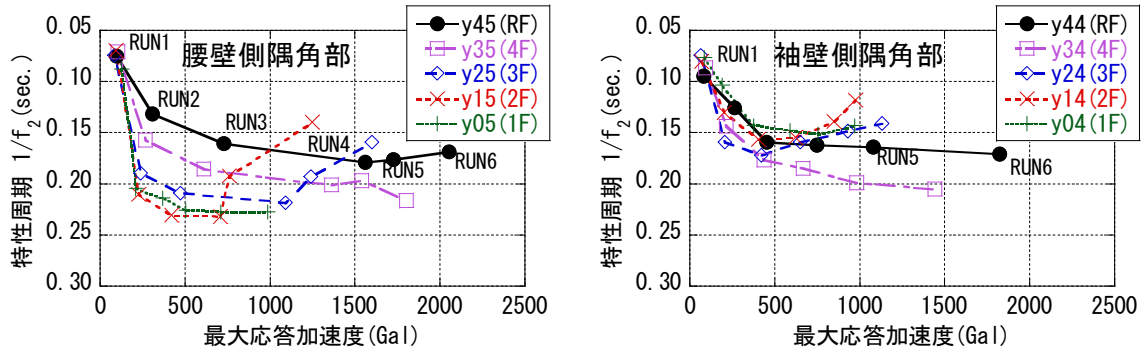 腰壁側隅角部
y45(RF)
y35(4F)
y25(3F)
y15(2F)
y05(1F)
RUN1
RUN2
RUN3
RUN4
RUN5
RUN6
特性周期 1/f₂(sec.)
0.05
0.10
0.15
0.20
0.25
0.30
0
500
1000
1500
2000
2500
最大応答加速度(Gal)
袖壁側隅角部
y44(RF)
y34(4F)
y24(3F)
y14(2F)
y04(1F)
RUN1
RUN5
RUN6
特性周期 1/f₂(sec.)
0.05
0.10
0.15
0.20
0.25
0.30
0
500
1000
1500
2000
2500
最大応答加速度(Gal)